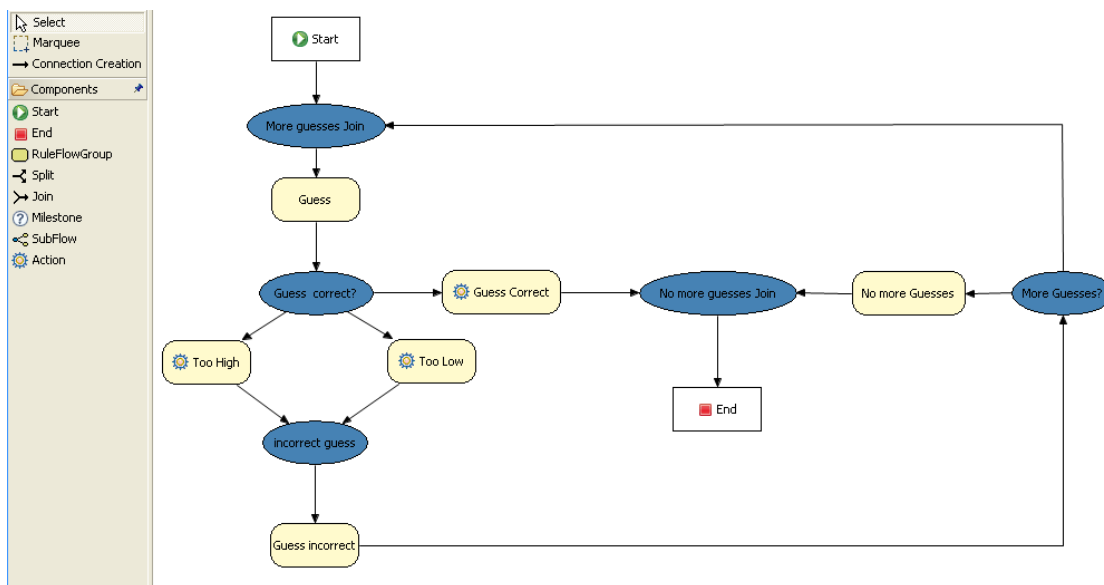 Select
Marquee
Connection Creation
Components
Start
End
RuleFlowGroup
Split
Join
Milestone
SubFlow
Action
Start
More guesses Join
Guess
Guess  correct?
Guess Correct
No more guesses Join
No more Guesses
More Guesses?
Too High
Too Low
End
incorrect guess
Guess incorrect